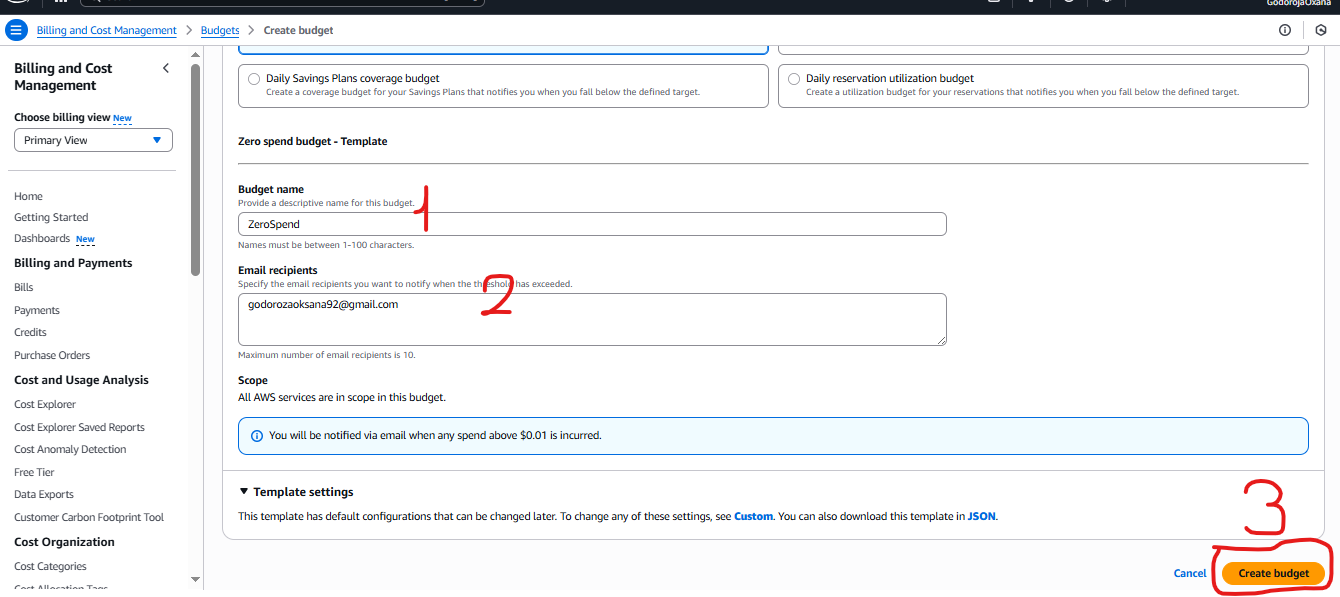 GodorojaOxana
Billing and Cost Management > Budgets > Create budget
Billing and Cost
Management
Choose billing view New
Primary View
Home
Getting Started
Dashboards New
Billing and Payments
Bills
Payments
Credits
Purchase Orders
Cost and Usage Analysis
Cost Explorer
Cost Explorer Saved Reports
Cost Anomaly Detection
Free Tier
Data Exports
Customer Carbon Footprint Tool
Cost Organization
Cost Categories
Cost Allocation Tags
Daily Savings Plans coverage budget
Create a coverage budget for your Savings Plans that notifies you when you fall below the defined target.
Daily reservation utilization budget
Create a utilization budget for your reservations that notifies you when you fall below the defined target.
Zero spend budget - Template
Budget name
Provide a descriptive name for this budget.
1
ZeroSpend
Names must be between 1-100 characters.
Email recipients
Specify the email recipients you want to notify when the threshold has exceeded.
2
godorozaoksana92@gmail.com
Maximum number of email recipients is 10.
Scope
All AWS services are in scope in this budget.
You will be notified via email when any spend above $0.01 is incurred.
Template settings
This template has default configurations that can be changed later. To change any of these settings, see Custom. You can also download this template in JSON.
3
Cancel
Create budget